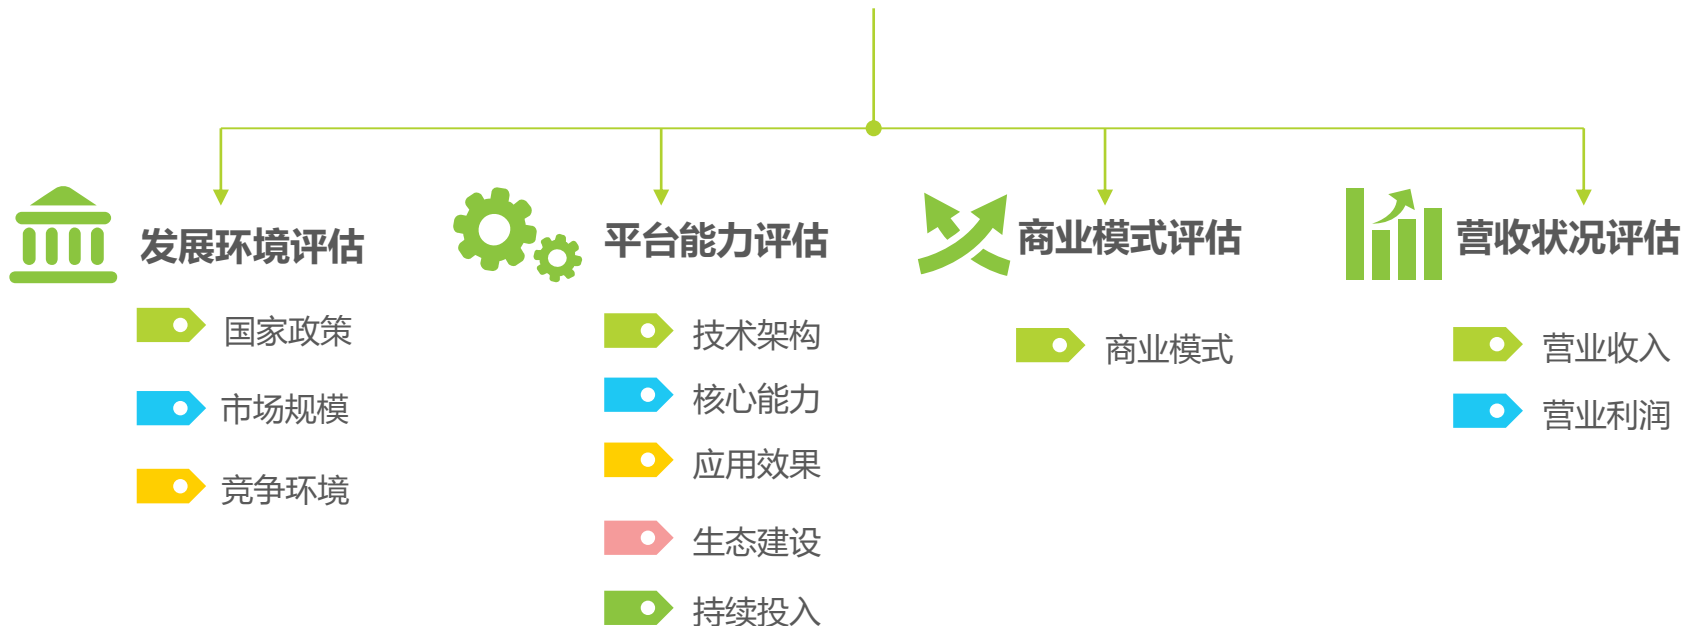 发展环境评估
国家政策
市场规模
竞争环境
平台能力评估
技术架构
核心能力
应用效果
生态建设
持续投入
商业模式评估
商业模式
营收状况评估
营业收入
营业利润